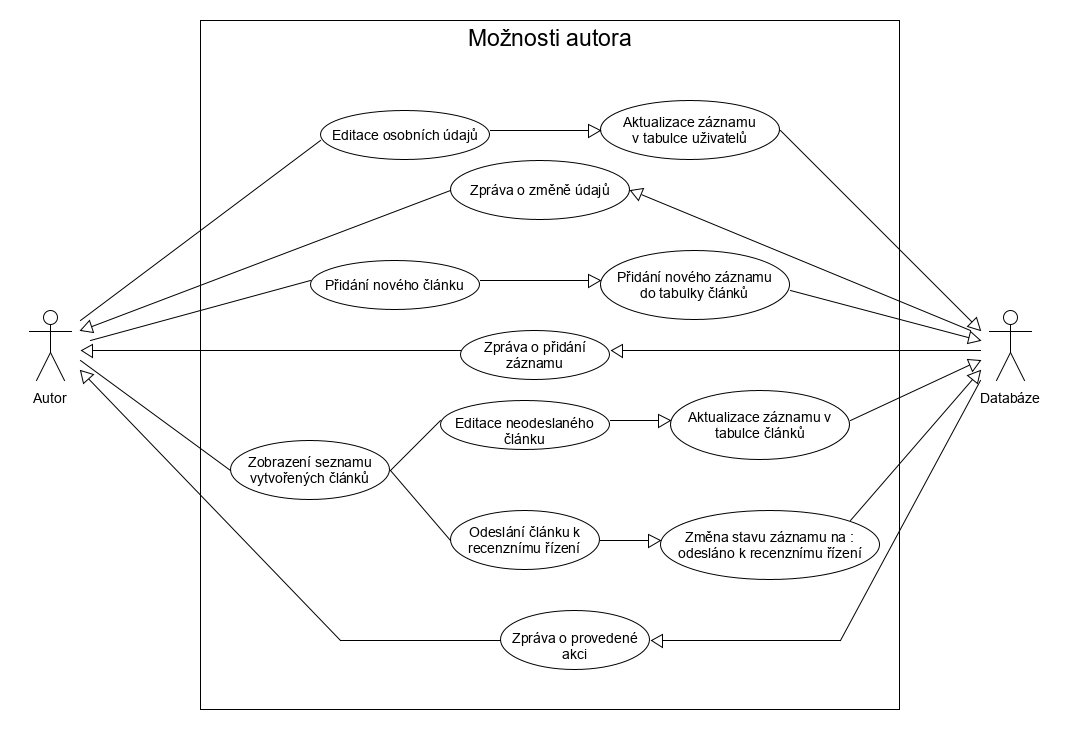 Možnosti autora
Editace osobních údajů
Aktualizace záznamu
v tabulce uživatelů
Zpráva o změně údajů
Přidání nového článku
Přidání nového záznamu
do tabulky článků
Zpráva o přidání
záznamu
Autor
Databáze
Editace neodeslaného
článku
Aktualizace záznamu v
tabulce článků
Zobrazení seznamu
vytvořených článků
Odeslání článku k
recenznímu řízení
Změna stavu záznamu na :
odesláno k recenznímu řízení
Zpráva o provedené
akci